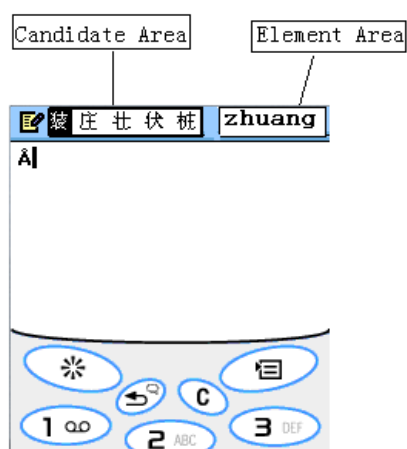 Candidate Area
Element Area
装 庄 壮 伏 桩
zhuang
Â
C
1
2 ABC
3 DEF